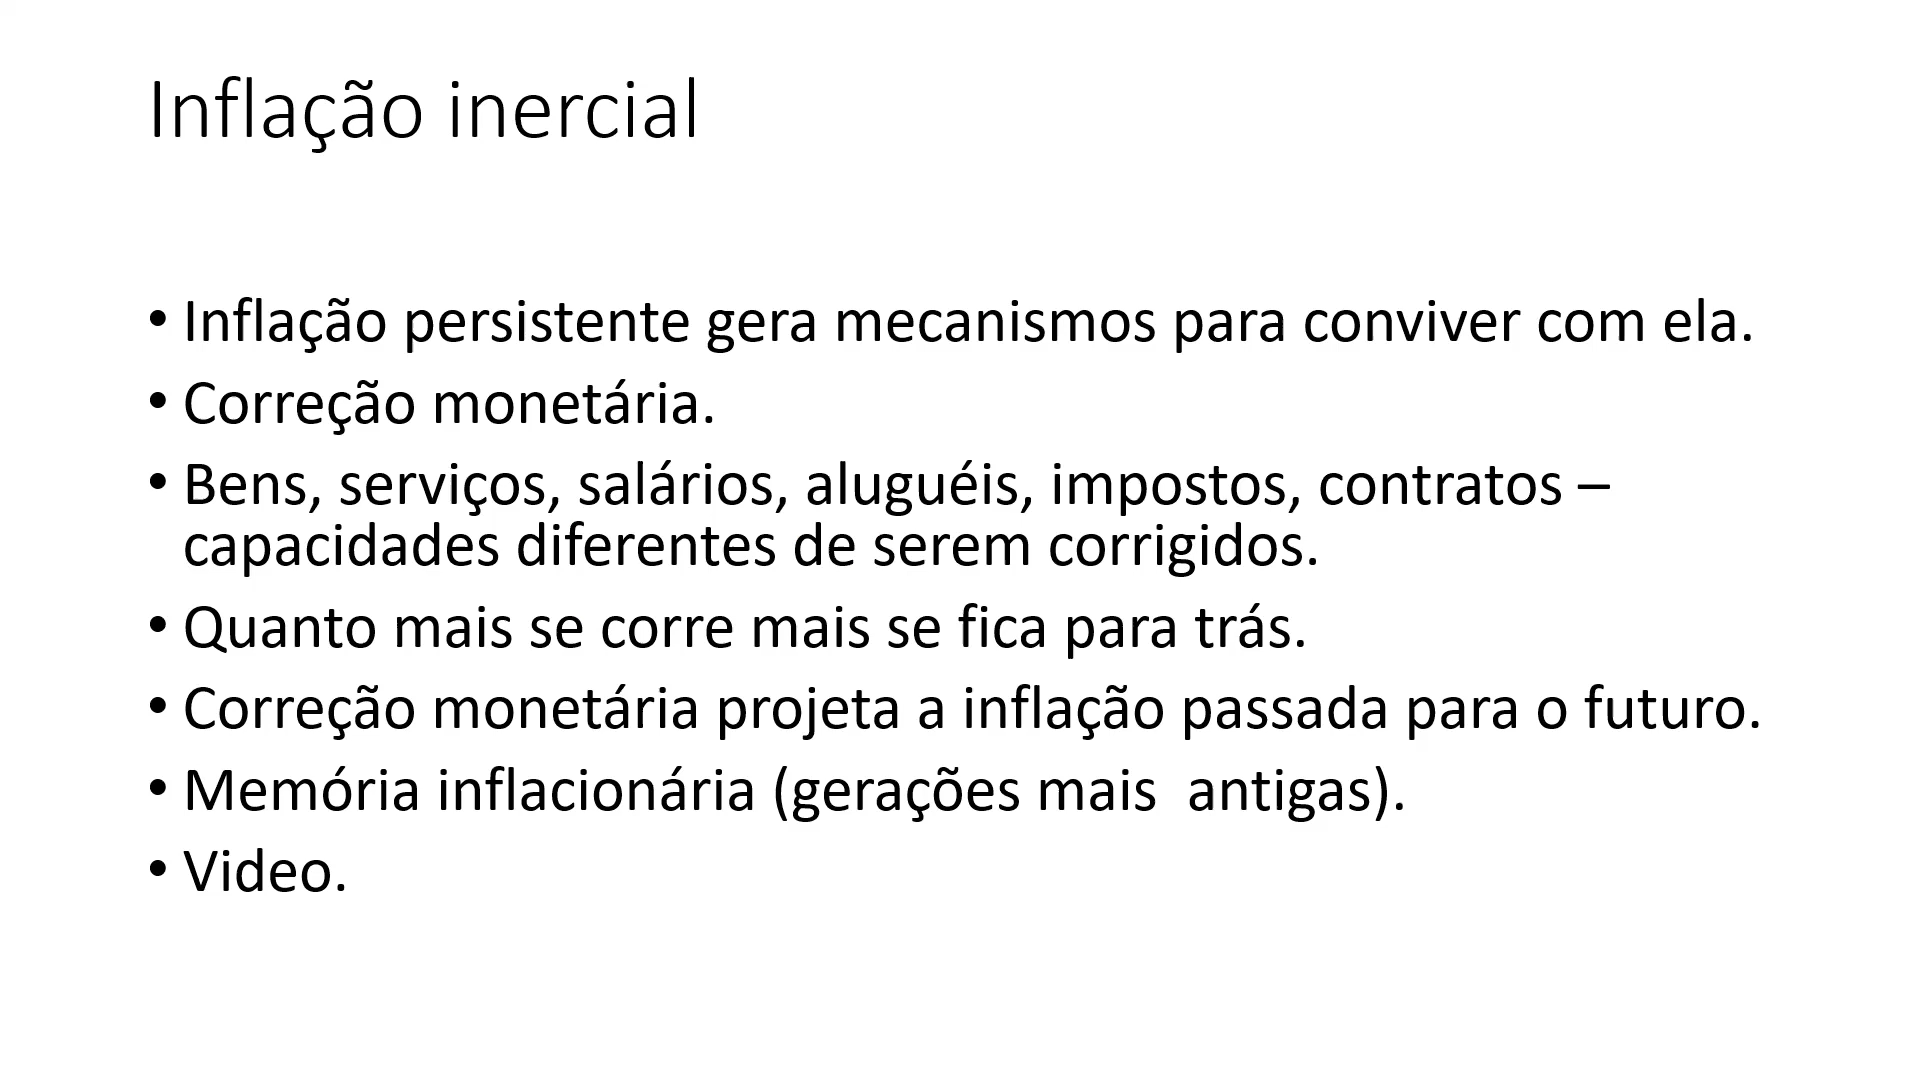 Inflação inercial
• Inflação persistente gera mecanismos para conviver com ela.
• Correção monetária.
• Bens, serviços, salários, aluguéis, impostos, contratos –
capacidades diferentes de serem corrigidos.
• Quanto mais se corre mais se fica para trás.
• Correção monetária projeta a inflação passada para o futuro.
• Memória inflacionária (gerações mais  antigas).
• Video.